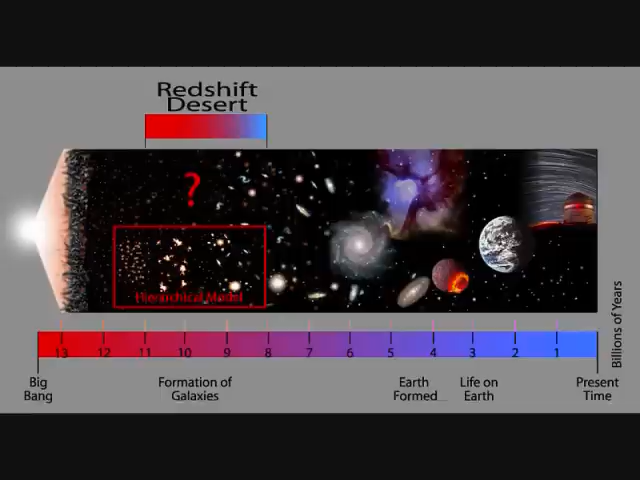 Redshift
Desert
?
Hierarchical Model
13 12 11 10 9 8 7 6 5 4 3 2 1
Billions of Years
Big
Bang
Formation of
Galaxies
Earth
Formed
Life on
Earth
Present
Time